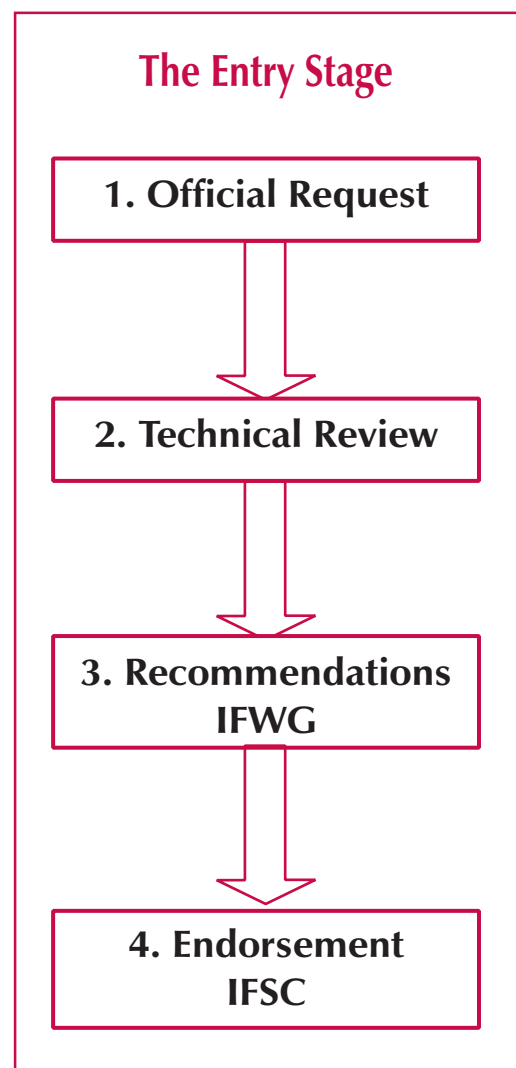 The Entry Stage
1. Official Request
2. Technical Review
3. Recommendations
IFWG
4. Endorsement
IFSC